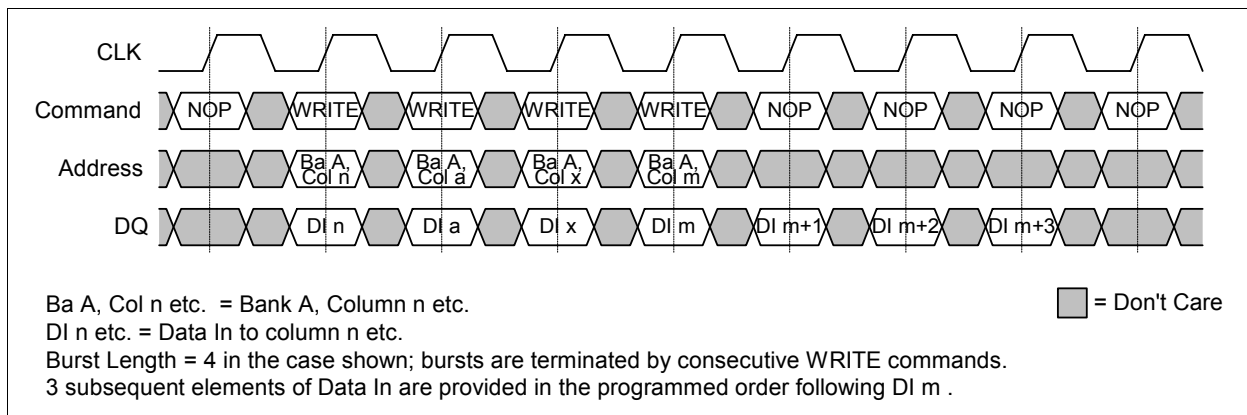 CLK
Command NOP WRITE WRITE WRITE WRITE NOP NOP NOP NOP
Address Ba A, Col n Ba A, Col a Ba A, Col x Ba A, Col m
DQ DI n DI a DI x DI m DI m+1 DI m+2 DI m+3
Ba A, Col n etc. = Bank A, Column n etc.
= Don't Care
DI n etc. = Data In to column n etc.
Burst Length = 4 in the case shown; bursts are terminated by consecutive WRITE commands.
3 subsequent elements of Data In are provided in the programmed order following DI m .